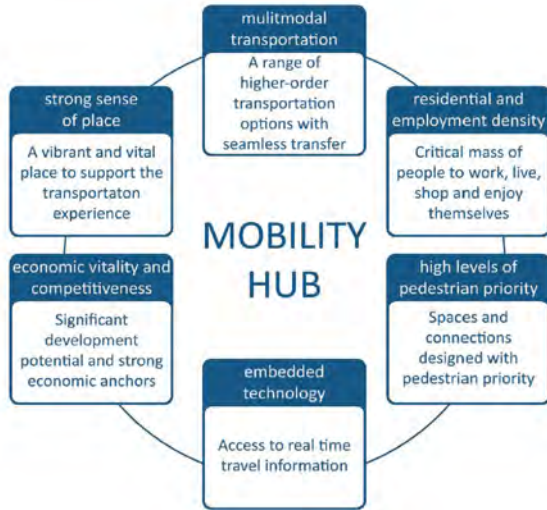 mulitmodal
transportation
A range of
higher-order
transportation
options with
seamless transfer
strong sense
of place
A vibrant and vital
place to support the
transportaton
experience
residential and
employment density
Critical mass of
people to work, live,
shop and enjoy
themselves
MOBILITY
HUB
economic vitality and
competitiveness
Significant
development
potential and strong
economic anchors
high levels of
pedestrian priority
Spaces and
connections
designed with
pedestrian priority
embedded
technology
Access to real time
travel information